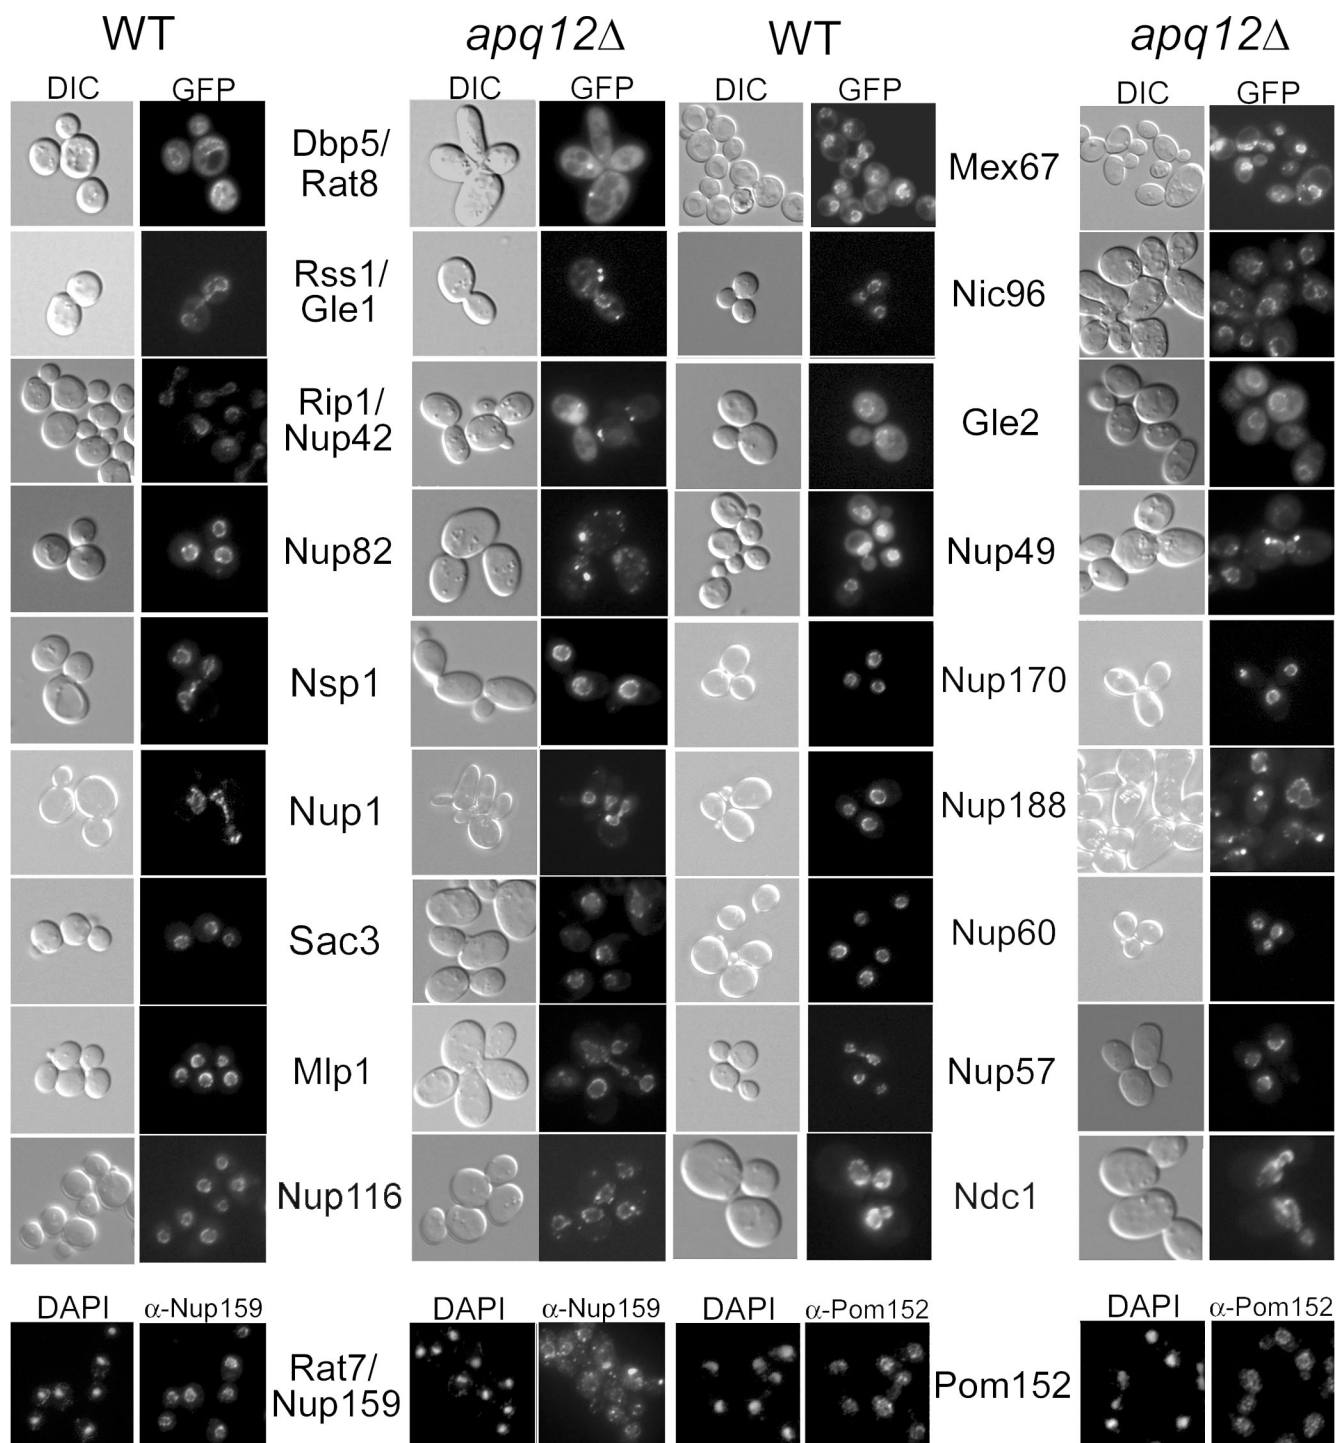 WT apq12Δ WT apq12Δ
DIC GFP DIC GFP DIC GFP DIC GFP
Dbp5/
Rat8
Mex67
Rss1/
Gle1
Nic96
Rip1/
Nup42
Gle2
Nup82
Nup49
Nsp1
Nup170
Nup1
Nup188
Sac3
Nup60
Mlp1
Nup57
Nup116
Ndc1
DAPI α-Nup159 DAPI α-Nup159 DAPI α-Pom152 DAPI α-Pom152
Rat7/
Nup159
Pom152